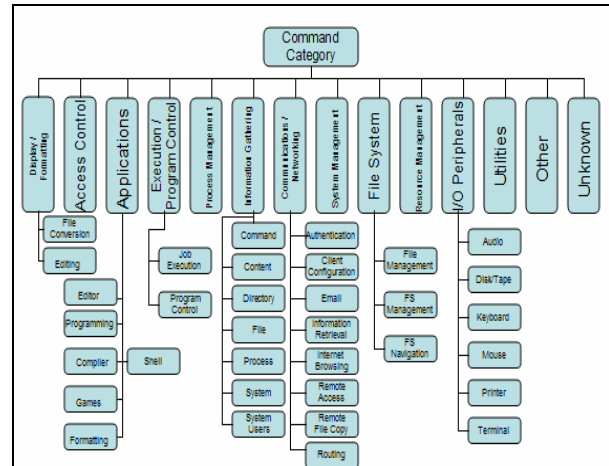 Command
Category
Display /
Formatting
Access Control
Applications
Execution /
Program Control
Process Management
Information Gathering
Communications /
Networking
System Management
File System
Resource Management
I/O Peripherals
Utilities
Other
Unknown
File
Conversion
Editing
Editor
Programming
Compiler
Shell
Games
Formatting
Job
Execution
Program
Control
Command
Content
Directory
File
Process
System
System
Users
Authentication
Client
Configuration
Email
Information
Retrieval
Internet
Browsing
Remote
Access
Remote
File Copy
Routing
File
Management
FS
Management
FS
Navigation
Audio
Disk/Tape
Keyboard
Mouse
Printer
Terminal